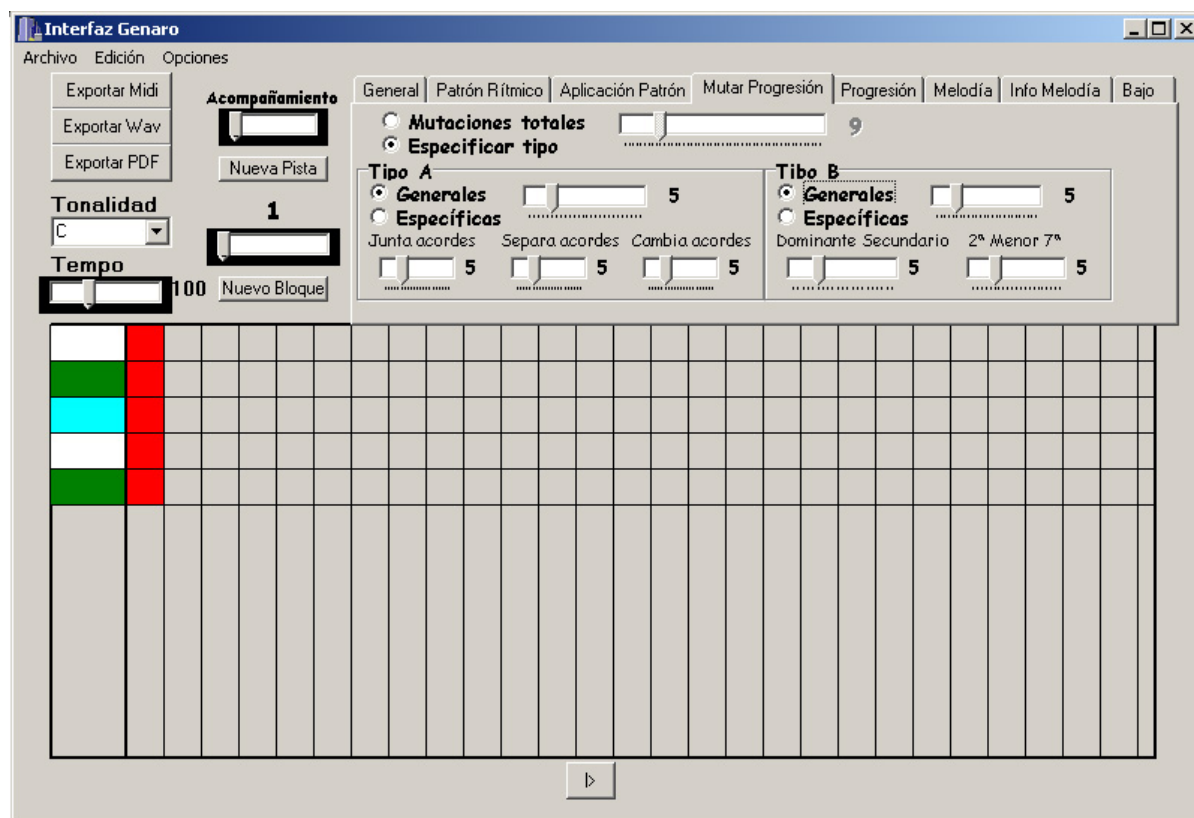 Interfaz Genaro
Archivo Edición Opciones
Exportar Midi
Exportar Wav
Exportar PDF
Tonalidad
C
Tempo
100
Acompañamiento
Nueva Pista
1
Nuevo Bloque
General Patrón Rítmico Aplicación Patrón Mutar Progresión Progresión Melodía Info Melodía Bajo
Mutaciones totales 9
Especificar tipo
Tipo A
Generales 5
Específicas
Junta acordes Separa acordes Cambia acordes
5 5 5
Tibo B
Generales 5
Específicas
Dominante Secundario 2ª Menor 7ª
5 5